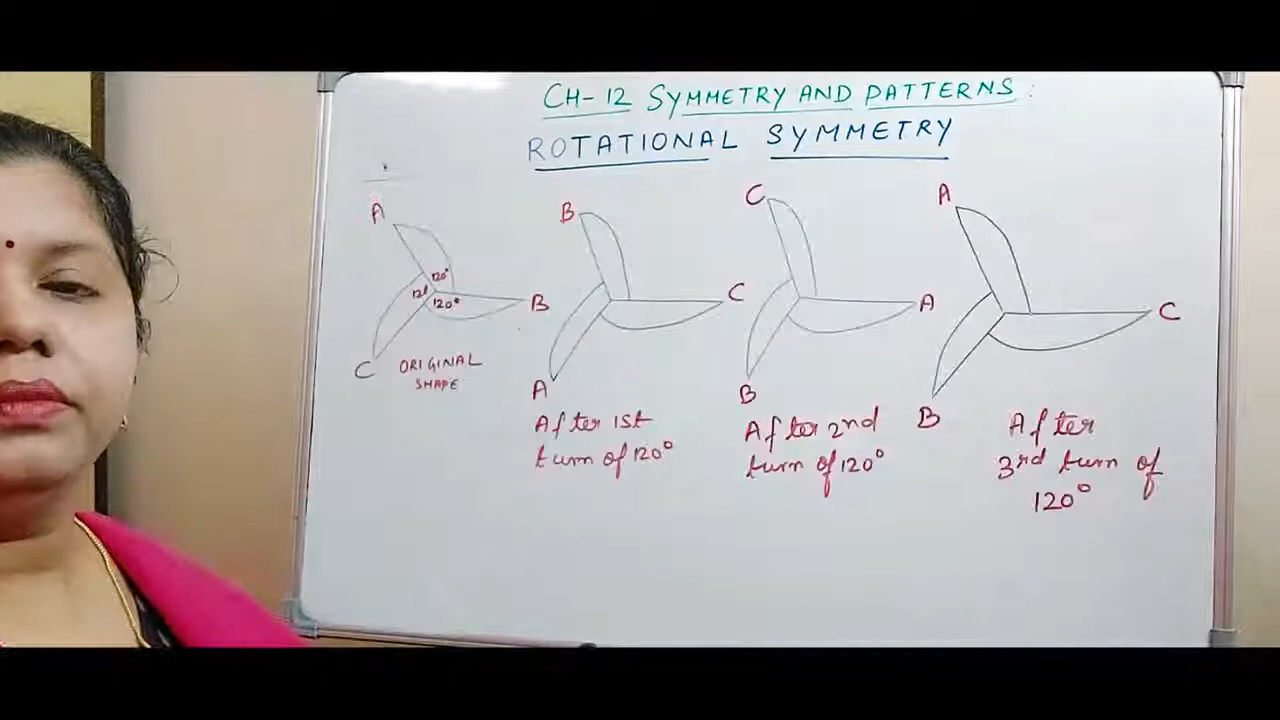 CH-12 SYMMETRY AND PATTERNS:
ROTATIONAL SYMMETRY
A
120°
120°
B
C
ORIGINAL
SHAPE
B
C
A
After 1st
turn of 120°
C
A
B
After 2nd
turn of 120°
A
C
B
After
3rd turn of
120°